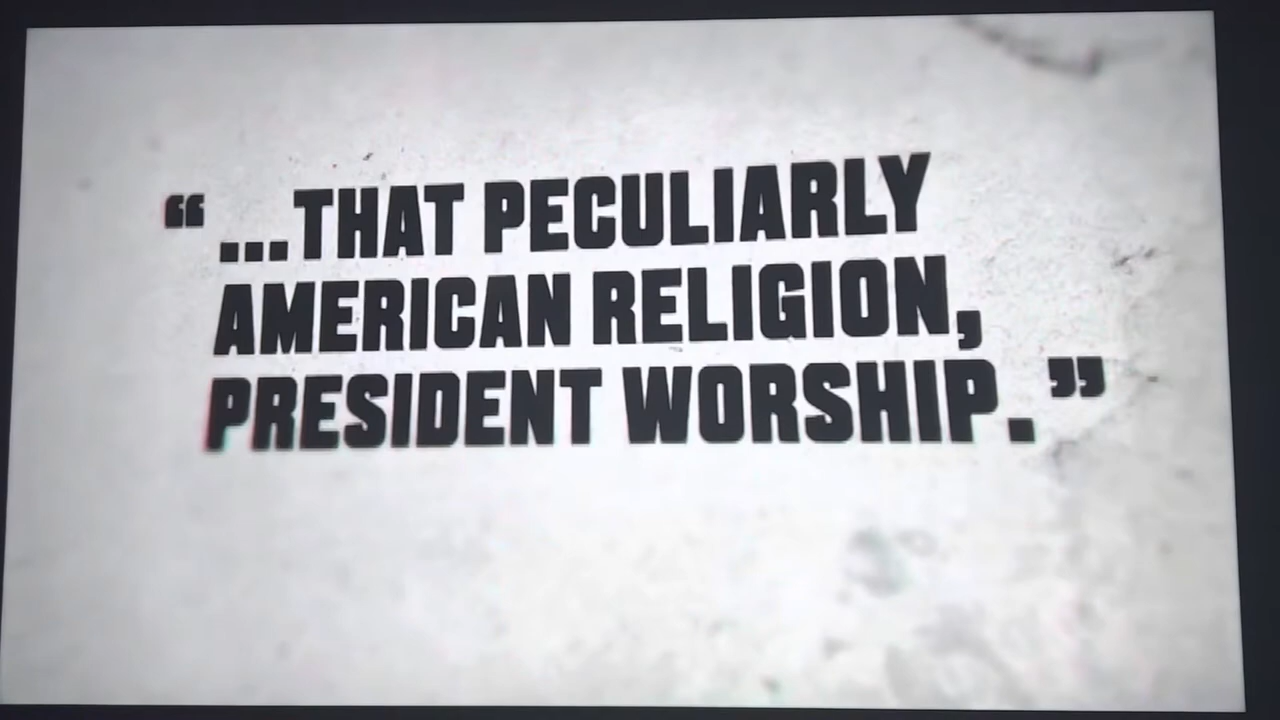 “...THAT PECULIARLY
AMERICAN RELIGION,
PRESIDENT WORSHIP.”